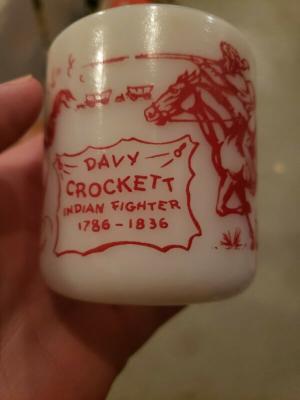 DAVY
CROCKETT
INDIAN FIGHTER
1786-1836